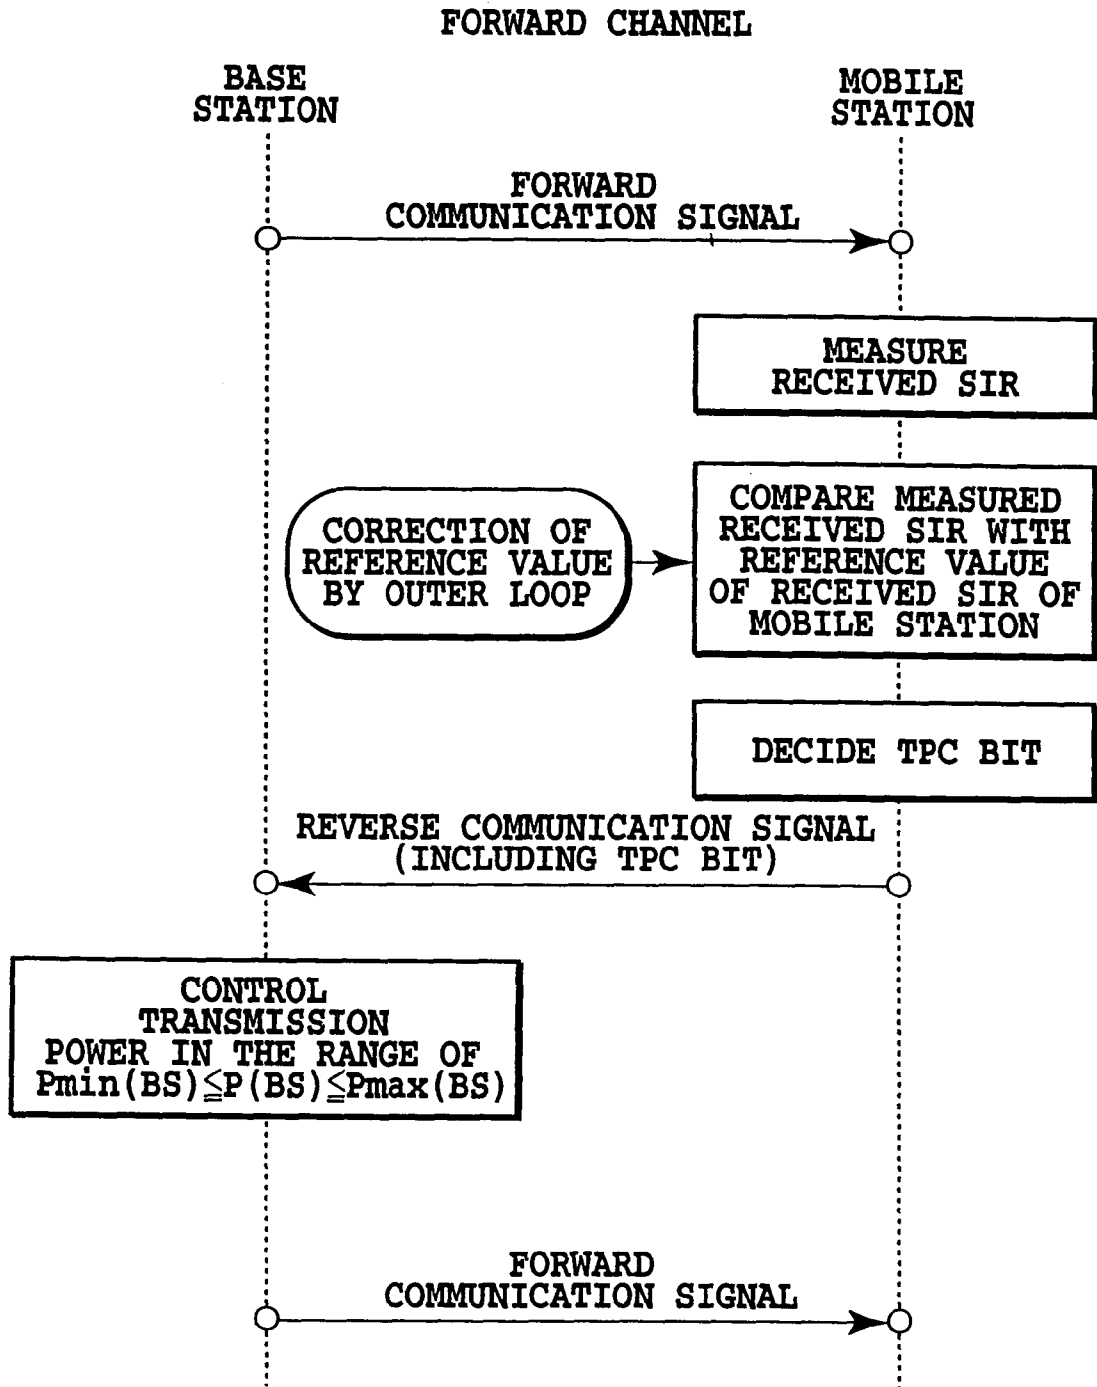 FORWARD CHANNEL
BASE
STATION
MOBILE
STATION
FORWARD
COMMUNICATION SIGNAL
MEASURE
RECEIVED SIR
CORRECTION OF
REFERENCE VALUE
BY OUTER LOOP
COMPARE MEASURED
RECEIVED SIR WITH
REFERENCE VALUE
OF RECEIVED SIR OF
MOBILE STATION
DECIDE TPC BIT
REVERSE COMMUNICATION SIGNAL
(INCLUDING TPC BIT)
CONTROL
TRANSMISSION
POWER IN THE RANGE OF
Pmin(BS)≦P(BS)≦Pmax(BS)
FORWARD
COMMUNICATION SIGNAL